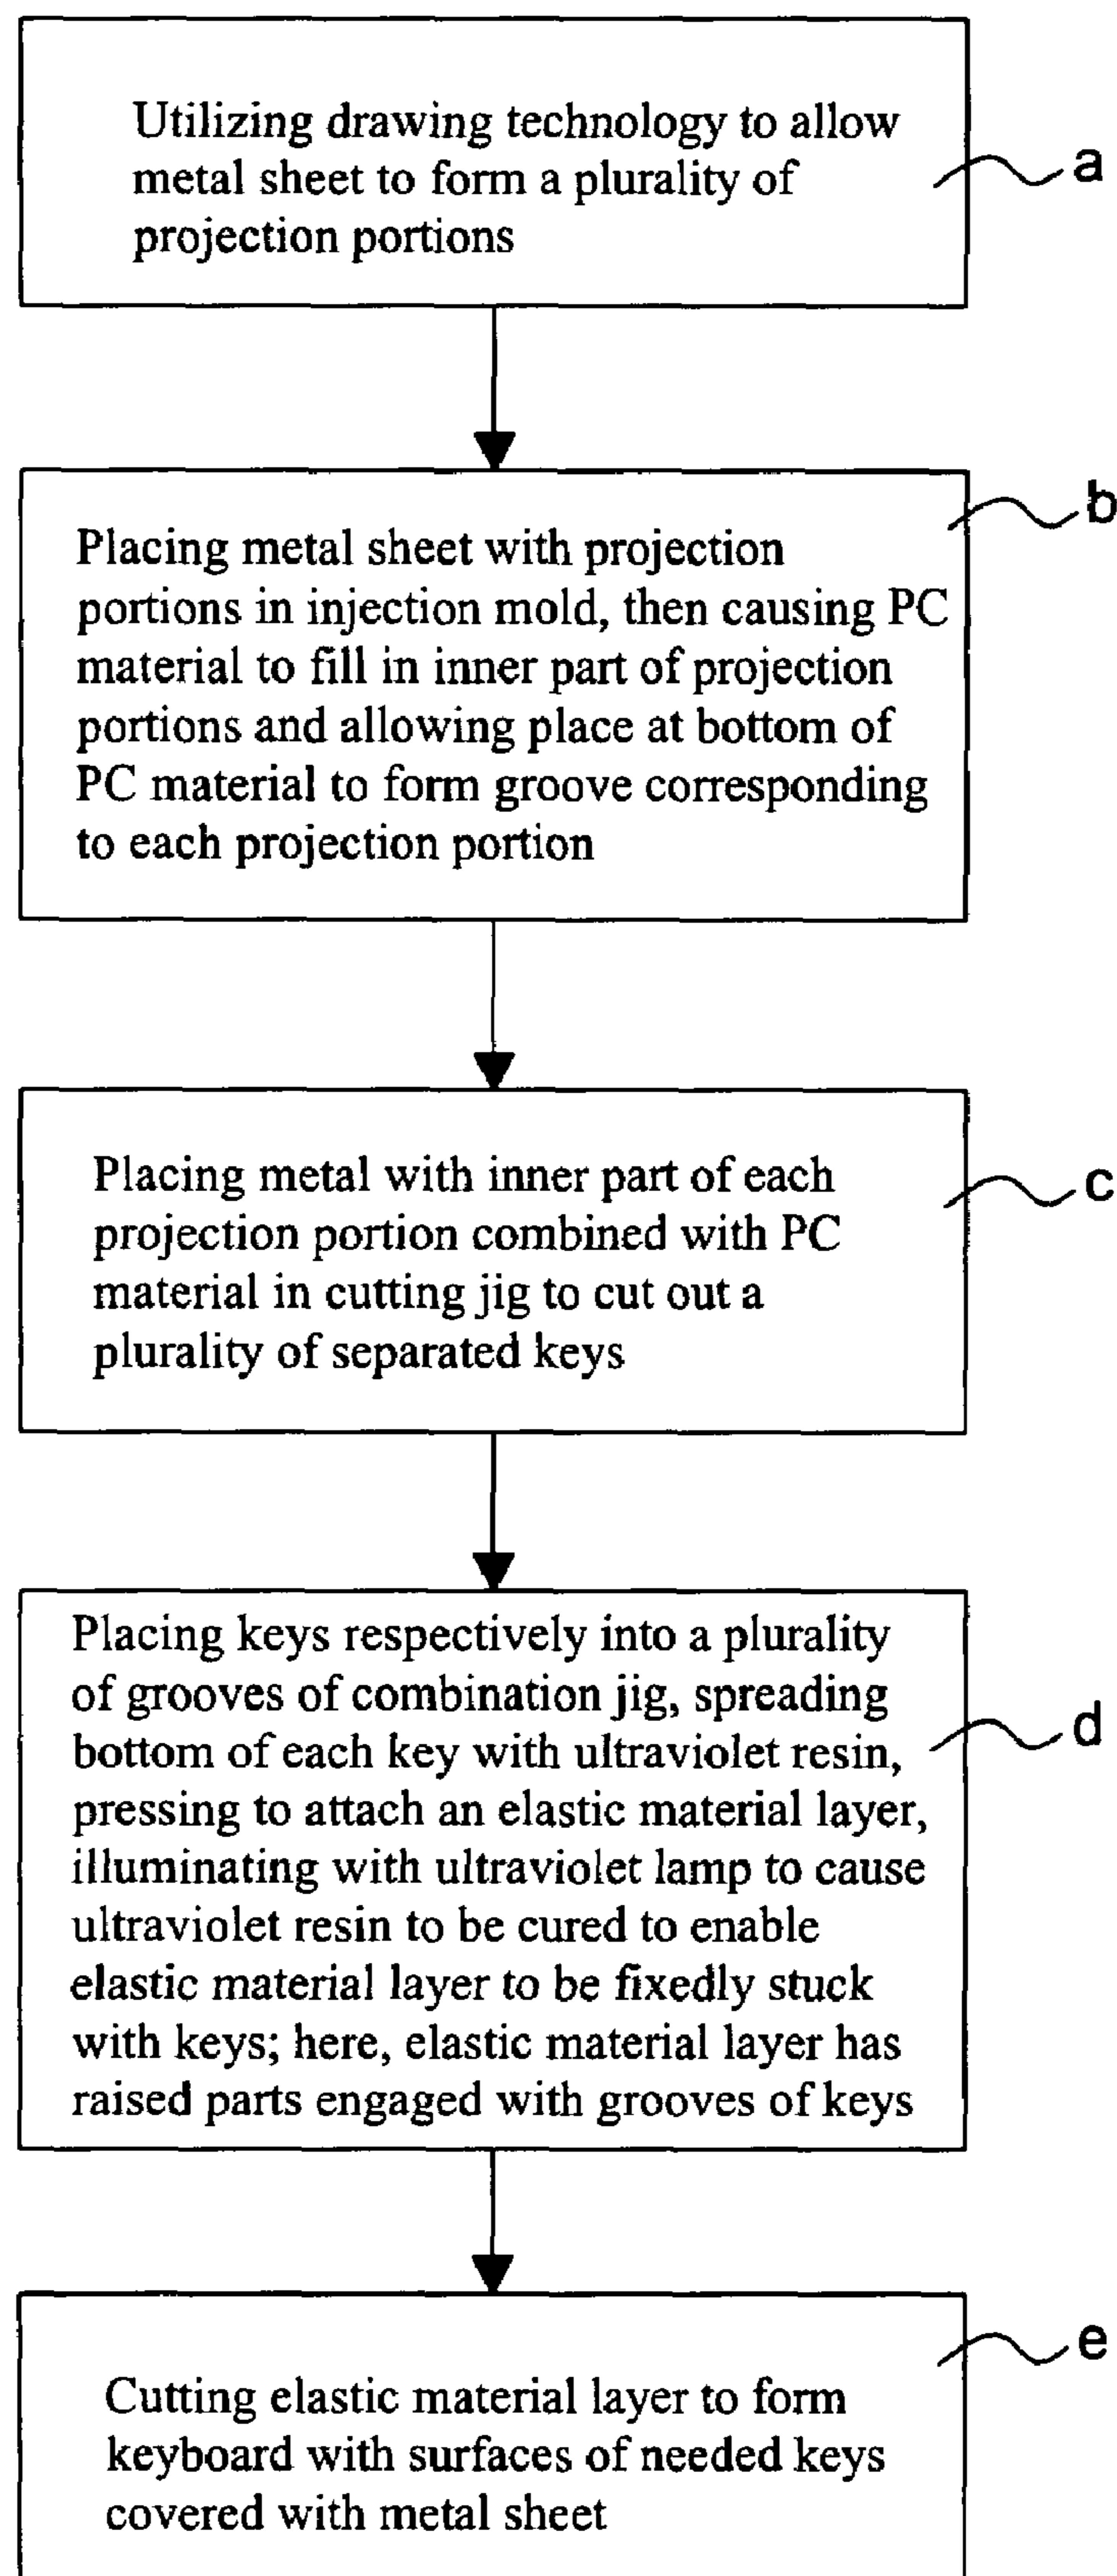 Utilizing drawing technology to allow
metal sheet to form a plurality of
projection portions
a
Placing metal sheet with projection
portions in injection mold, then causing PC
material to fill in inner part of projection
portions and allowing place at bottom of
PC material to form groove corresponding
to each projection portion
b
Placing metal with inner part of each
projection portion combined with PC
material in cutting jig to cut out a
plurality of separated keys
c
Placing keys respectively into a plurality
of grooves of combination jig, spreading
bottom of each key with ultraviolet resin,
pressing to attach an elastic material layer,
illuminating with ultraviolet lamp to cause
ultraviolet resin to be cured to enable
elastic material layer to be fixedly stuck
with keys; here, elastic material layer has
raised parts engaged with grooves of keys
d
Cutting elastic material layer to form
keyboard with surfaces of needed keys
covered with metal sheet
e